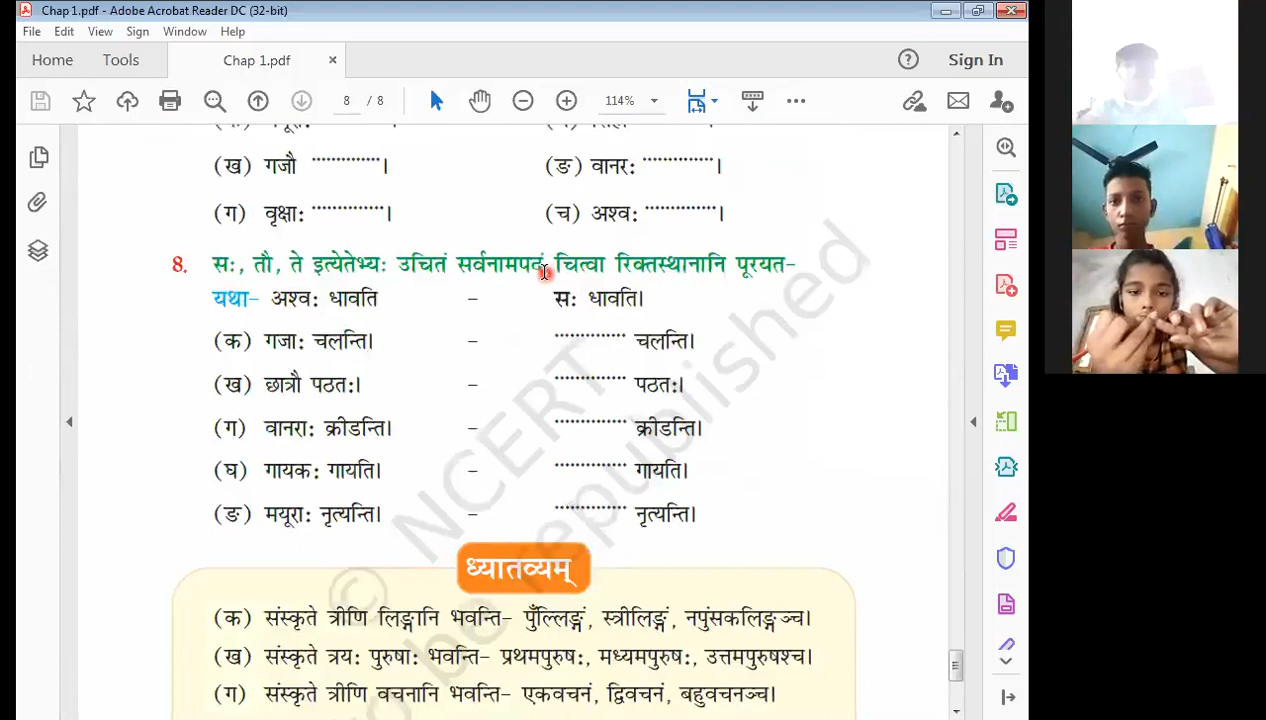 Chap 1.pdf - Adobe Acrobat Reader DC (32-bit)
File Edit View Sign Window Help
Home Tools Chap 1.pdf × Sign In
8 / 8 114%
(ख) गजौ ··············। (ङ) वानर: ··············।
(ग) वृक्षा: ··············। (च) अश्व: ··············।
8. सः, तौ, ते इत्येतेभ्यः उचितं सर्वनामपदं चित्वा रिक्तस्थानानि पूरयत-
यथा- अश्व: धावति – स: धावति।
(क) गजा: चलन्ति। – ·············· चलन्ति।
(ख) छात्रौ पठत:। – ·············· पठत:।
(ग) वानरा: क्रीडन्ति। – ·············· क्रीडन्ति।
(घ) गायक: गायति। – ·············· गायति।
(ङ) मयूरा: नृत्यन्ति। – ·············· नृत्यन्ति।
ध्यातव्यम्
(क) संस्कृते त्रीणि लिङ्गानि भवन्ति- पुँल्लिङ्गं, स्त्रीलिङ्गं, नपुंसकलिङ्गञ्च।
(ख) संस्कृते त्रय: पुरुषा: भवन्ति- प्रथमपुरुष:, मध्यमपुरुष:, उत्तमपुरुषश्च।
(ग) संस्कृते त्रीणि वचनानि भवन्ति- एकवचनं, द्विवचनं, बहुवचनञ्च।
© NCERT
be republished